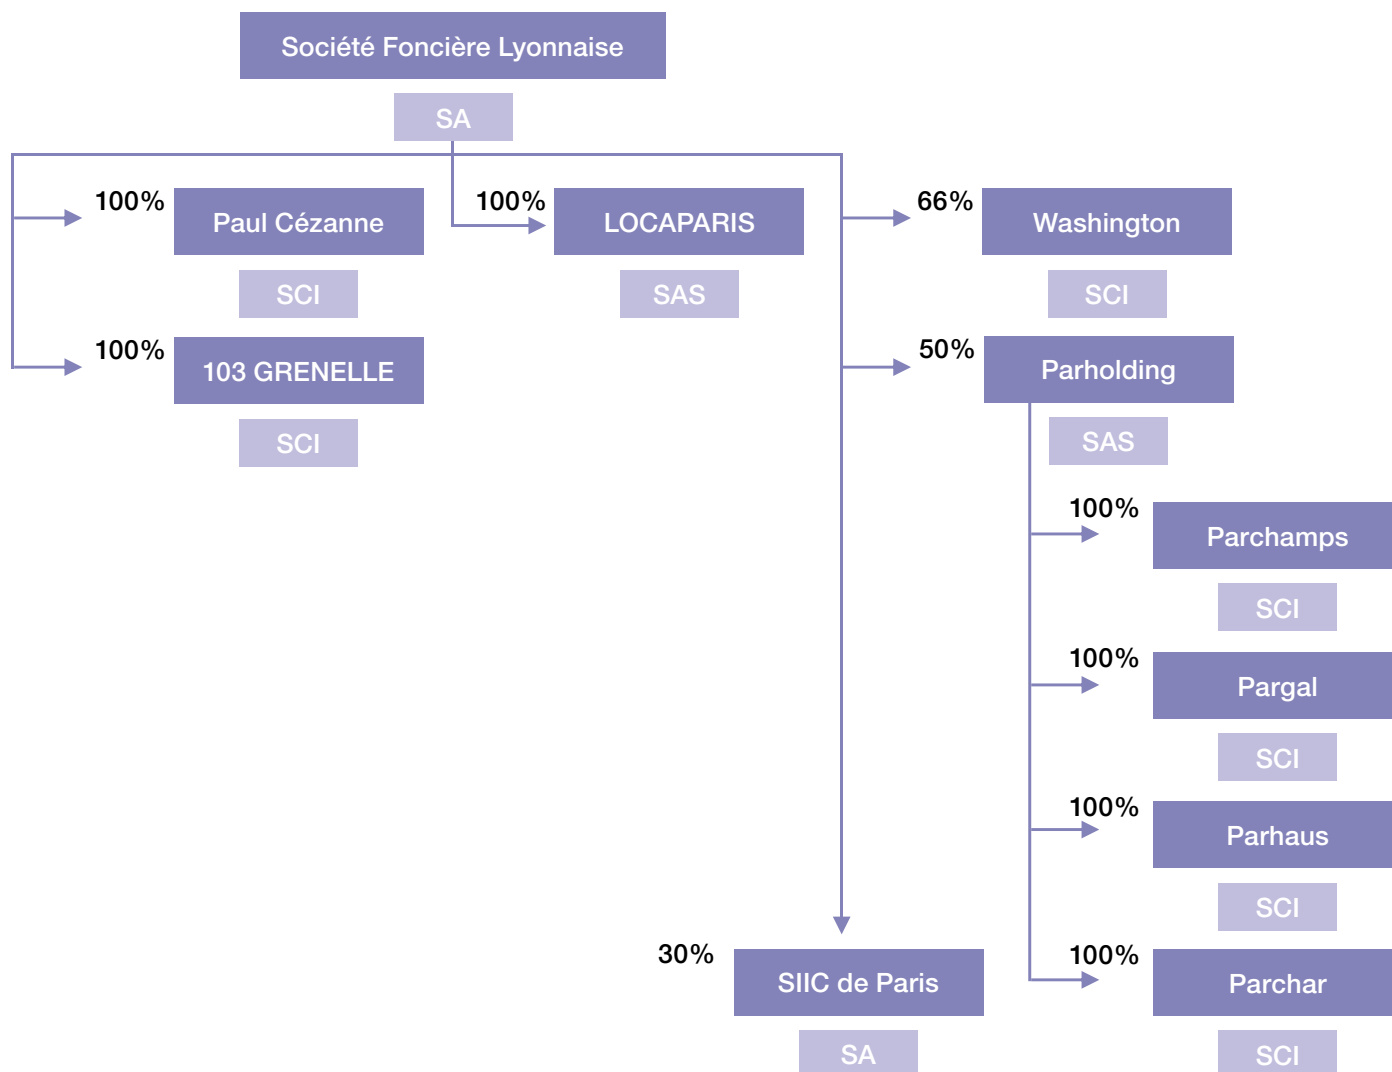 Société Foncière Lyonnaise
SA
100%
Paul Cézanne
SCI
100%
LOCAPARIS
SAS
66%
Washington
SCI
100%
103 GRENELLE
SCI
50%
Parholding
SAS
100%
Parchamps
SCI
100%
Pargal
SCI
100%
Parhaus
SCI
30%
SIIC de Paris
SA
100%
Parchar
SCI